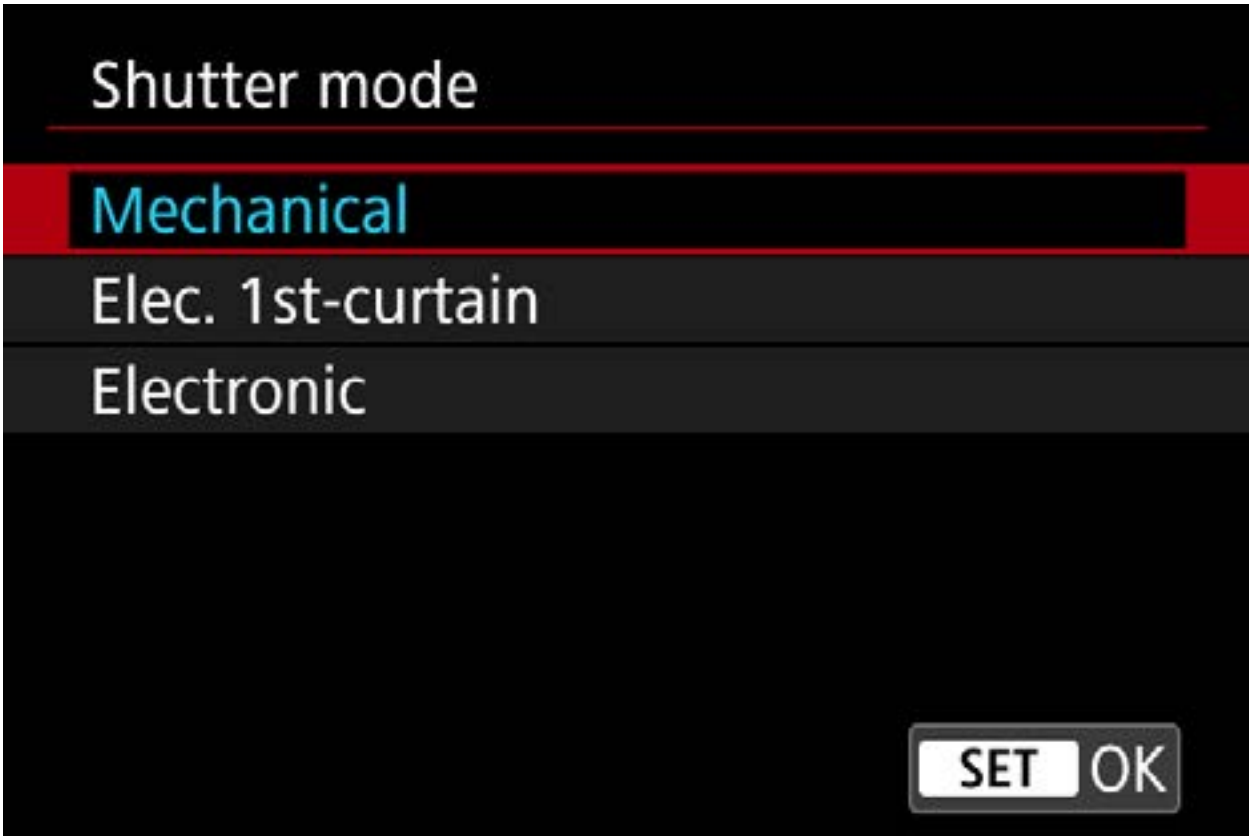 Shutter mode
Mechanical
Elec. 1st-curtain
Electronic
SET OK